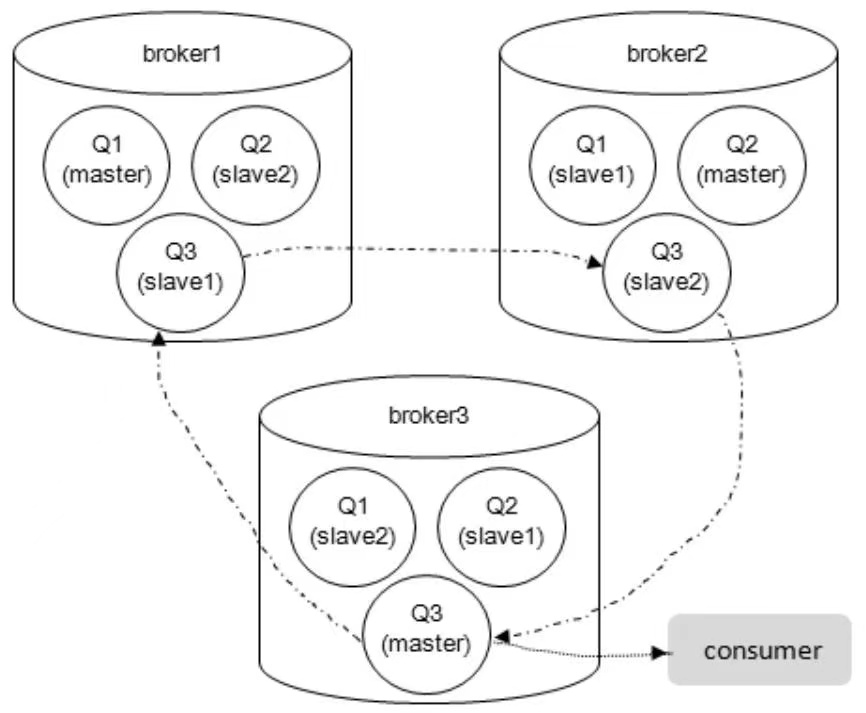 broker1
Q1
(master)
Q2
(slave2)
Q3
(slave1)
broker2
Q1
(slave1)
Q2
(master)
Q3
(slave2)
broker3
Q1
(slave2)
Q2
(slave1)
Q3
(master)
consumer